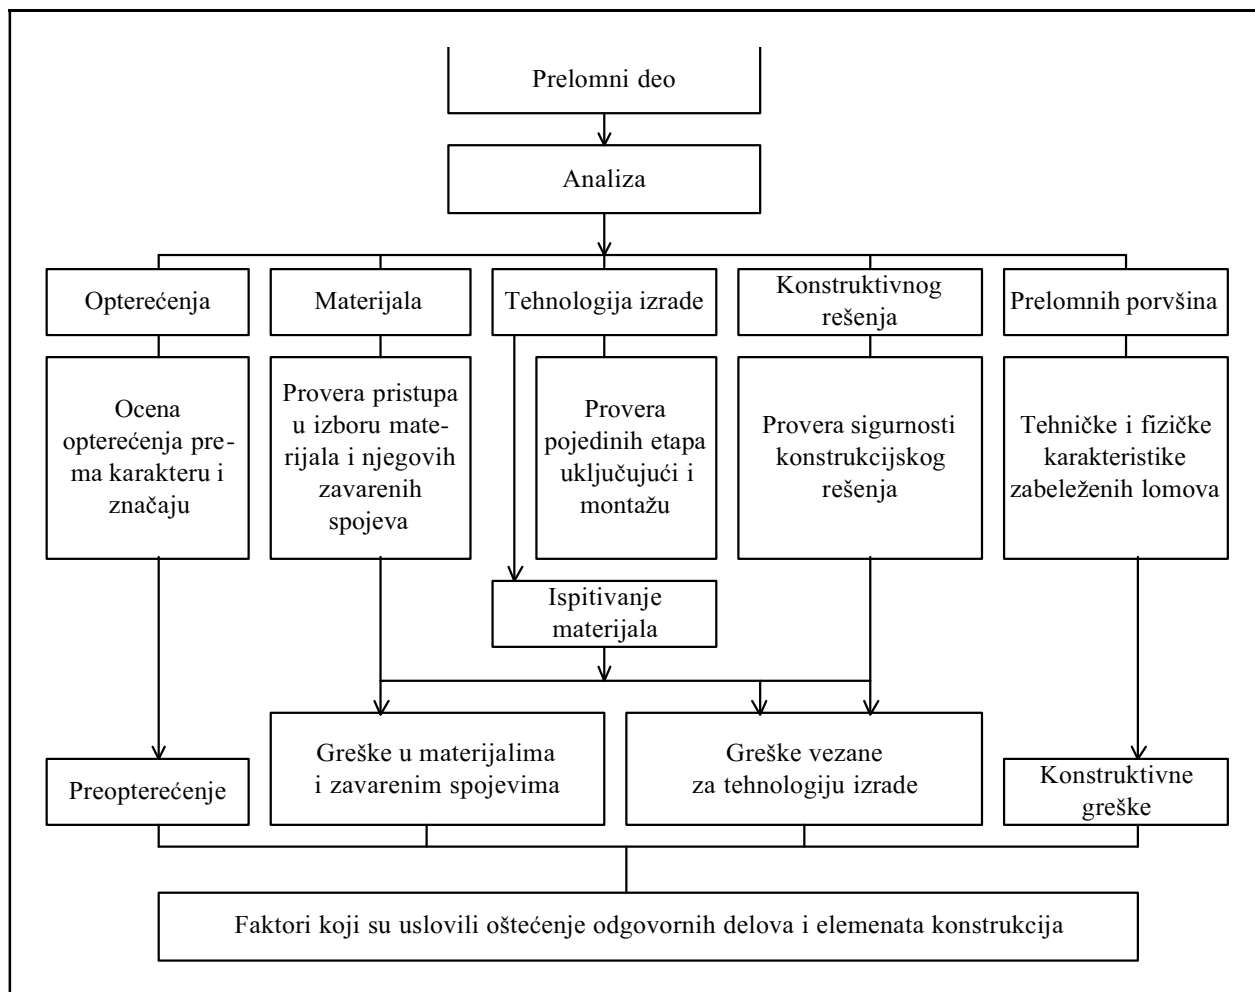 Prelomni deo
Analiza
Opterećenja
Materijala
Tehnologija izrade
Konstruktivnog
rešenja
Prelomnih porvšina
Ocena
opterećenja pre-
ma karakteru i
značaju
Provera pristupa
u izboru mate-
rijala i njegovih
zavarenih
spojeva
Provera
pojedinih etapa
uključujući i
montažu
Provera sigurnosti
konstrukcijskog
rešenja
Tehničke i fizičke
karakteristike
zabeleženih lomova
Ispitivanje
materijala
Preopterećenje
Greške u materijalima
i zavarenim spojevima
Greške vezane
za tehnologiju izrade
Konstruktivne
greške
Faktori koji su uslovili oštećenje odgovornih delova i elemenata konstrukcija